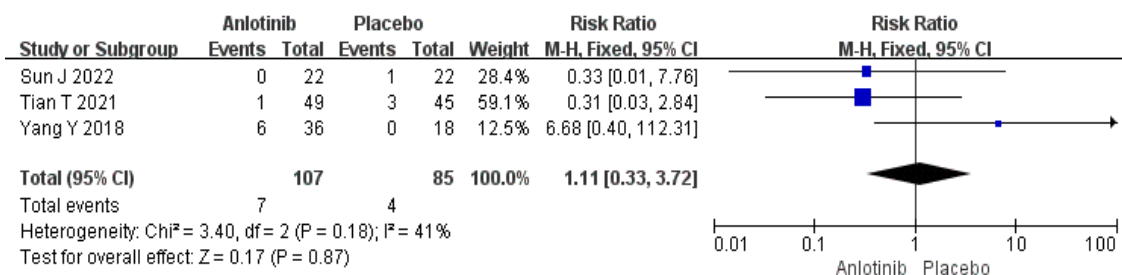 Anlotinib Placebo Risk Ratio Risk Ratio
Study or Subgroup Events Total Events Total Weight M-H, Fixed, 95% CI M-H, Fixed, 95% CI
Sun J 2022 0 22 1 22 28.4% 0.33 [0.01, 7.76]
Tian T 2021 1 49 3 45 59.1% 0.31 [0.03, 2.84]
Yang Y 2018 6 36 0 18 12.5% 6.68 [0.40, 112.31]
Total (95% CI) 107 85 100.0% 1.11 [0.33, 3.72]
Total events 7 4
Heterogeneity: Chi² = 3.40, df = 2 (P = 0.18); I² = 41%
Test for overall effect: Z = 0.17 (P = 0.87)
0.01 0.1 1 10 100
Anlotinib Placebo